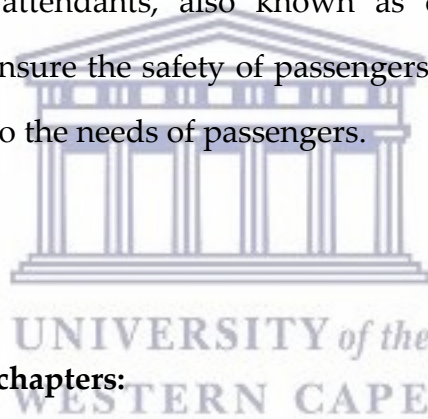 attendants, also known as
nsure the safety of passengers
o the needs of passengers.
UNIVERSITY of the
chapters:
WESTERN CAPE